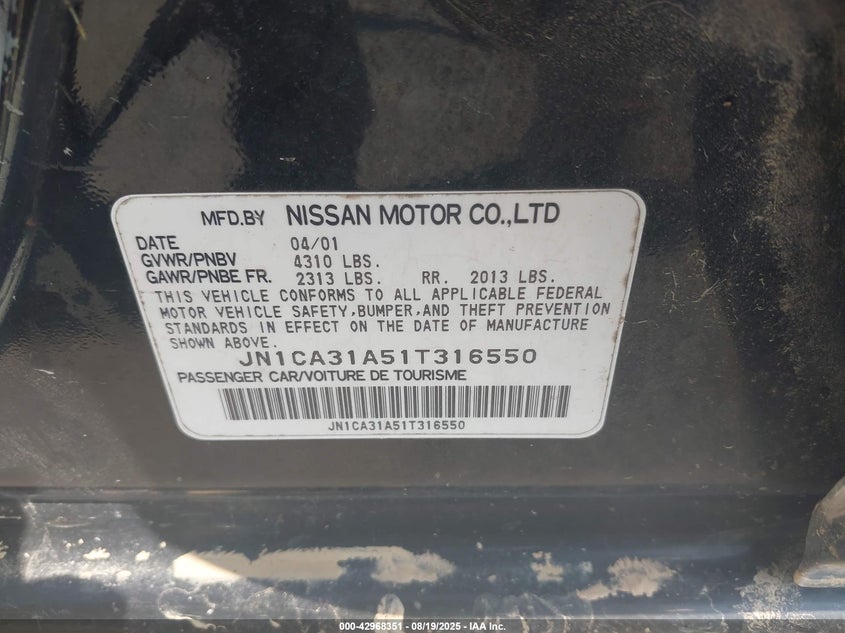 MFD.BY NISSAN MOTOR CO.,LTD
DATE 04/01
GVWR/PNBV 4310 LBS.
GAWR/PNBE FR. 2313 LBS. RR. 2013 LBS.
THIS VEHICLE CONFORMS TO ALL APPLICABLE FEDERAL
MOTOR VEHICLE SAFETY,BUMPER,AND THEFT PREVENTION
STANDARDS IN EFFECT ON THE DATE OF MANUFACTURE
SHOWN ABOVE.
JN1CA31A51T316550
PASSENGER CAR/VOITURE DE TOURISME
JN1CA31A51T316550
000-42968351 - 08/19/2025 - IAA Inc.